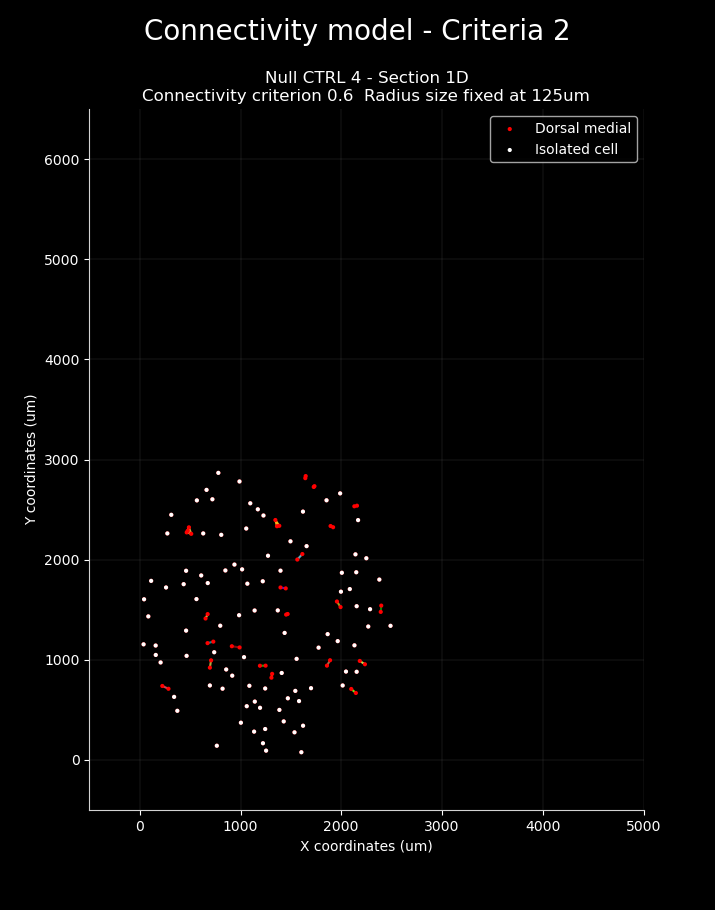 Connectivity model - Criteria 2
Null CTRL 4 - Section 1D
Connectivity criterion 0.6  Radius size fixed at 125um
Dorsal medial
Isolated cell
6000
5000
4000
3000
2000
1000
0
Y coordinates (um)
0 1000 2000 3000 4000 5000
X coordinates (um)